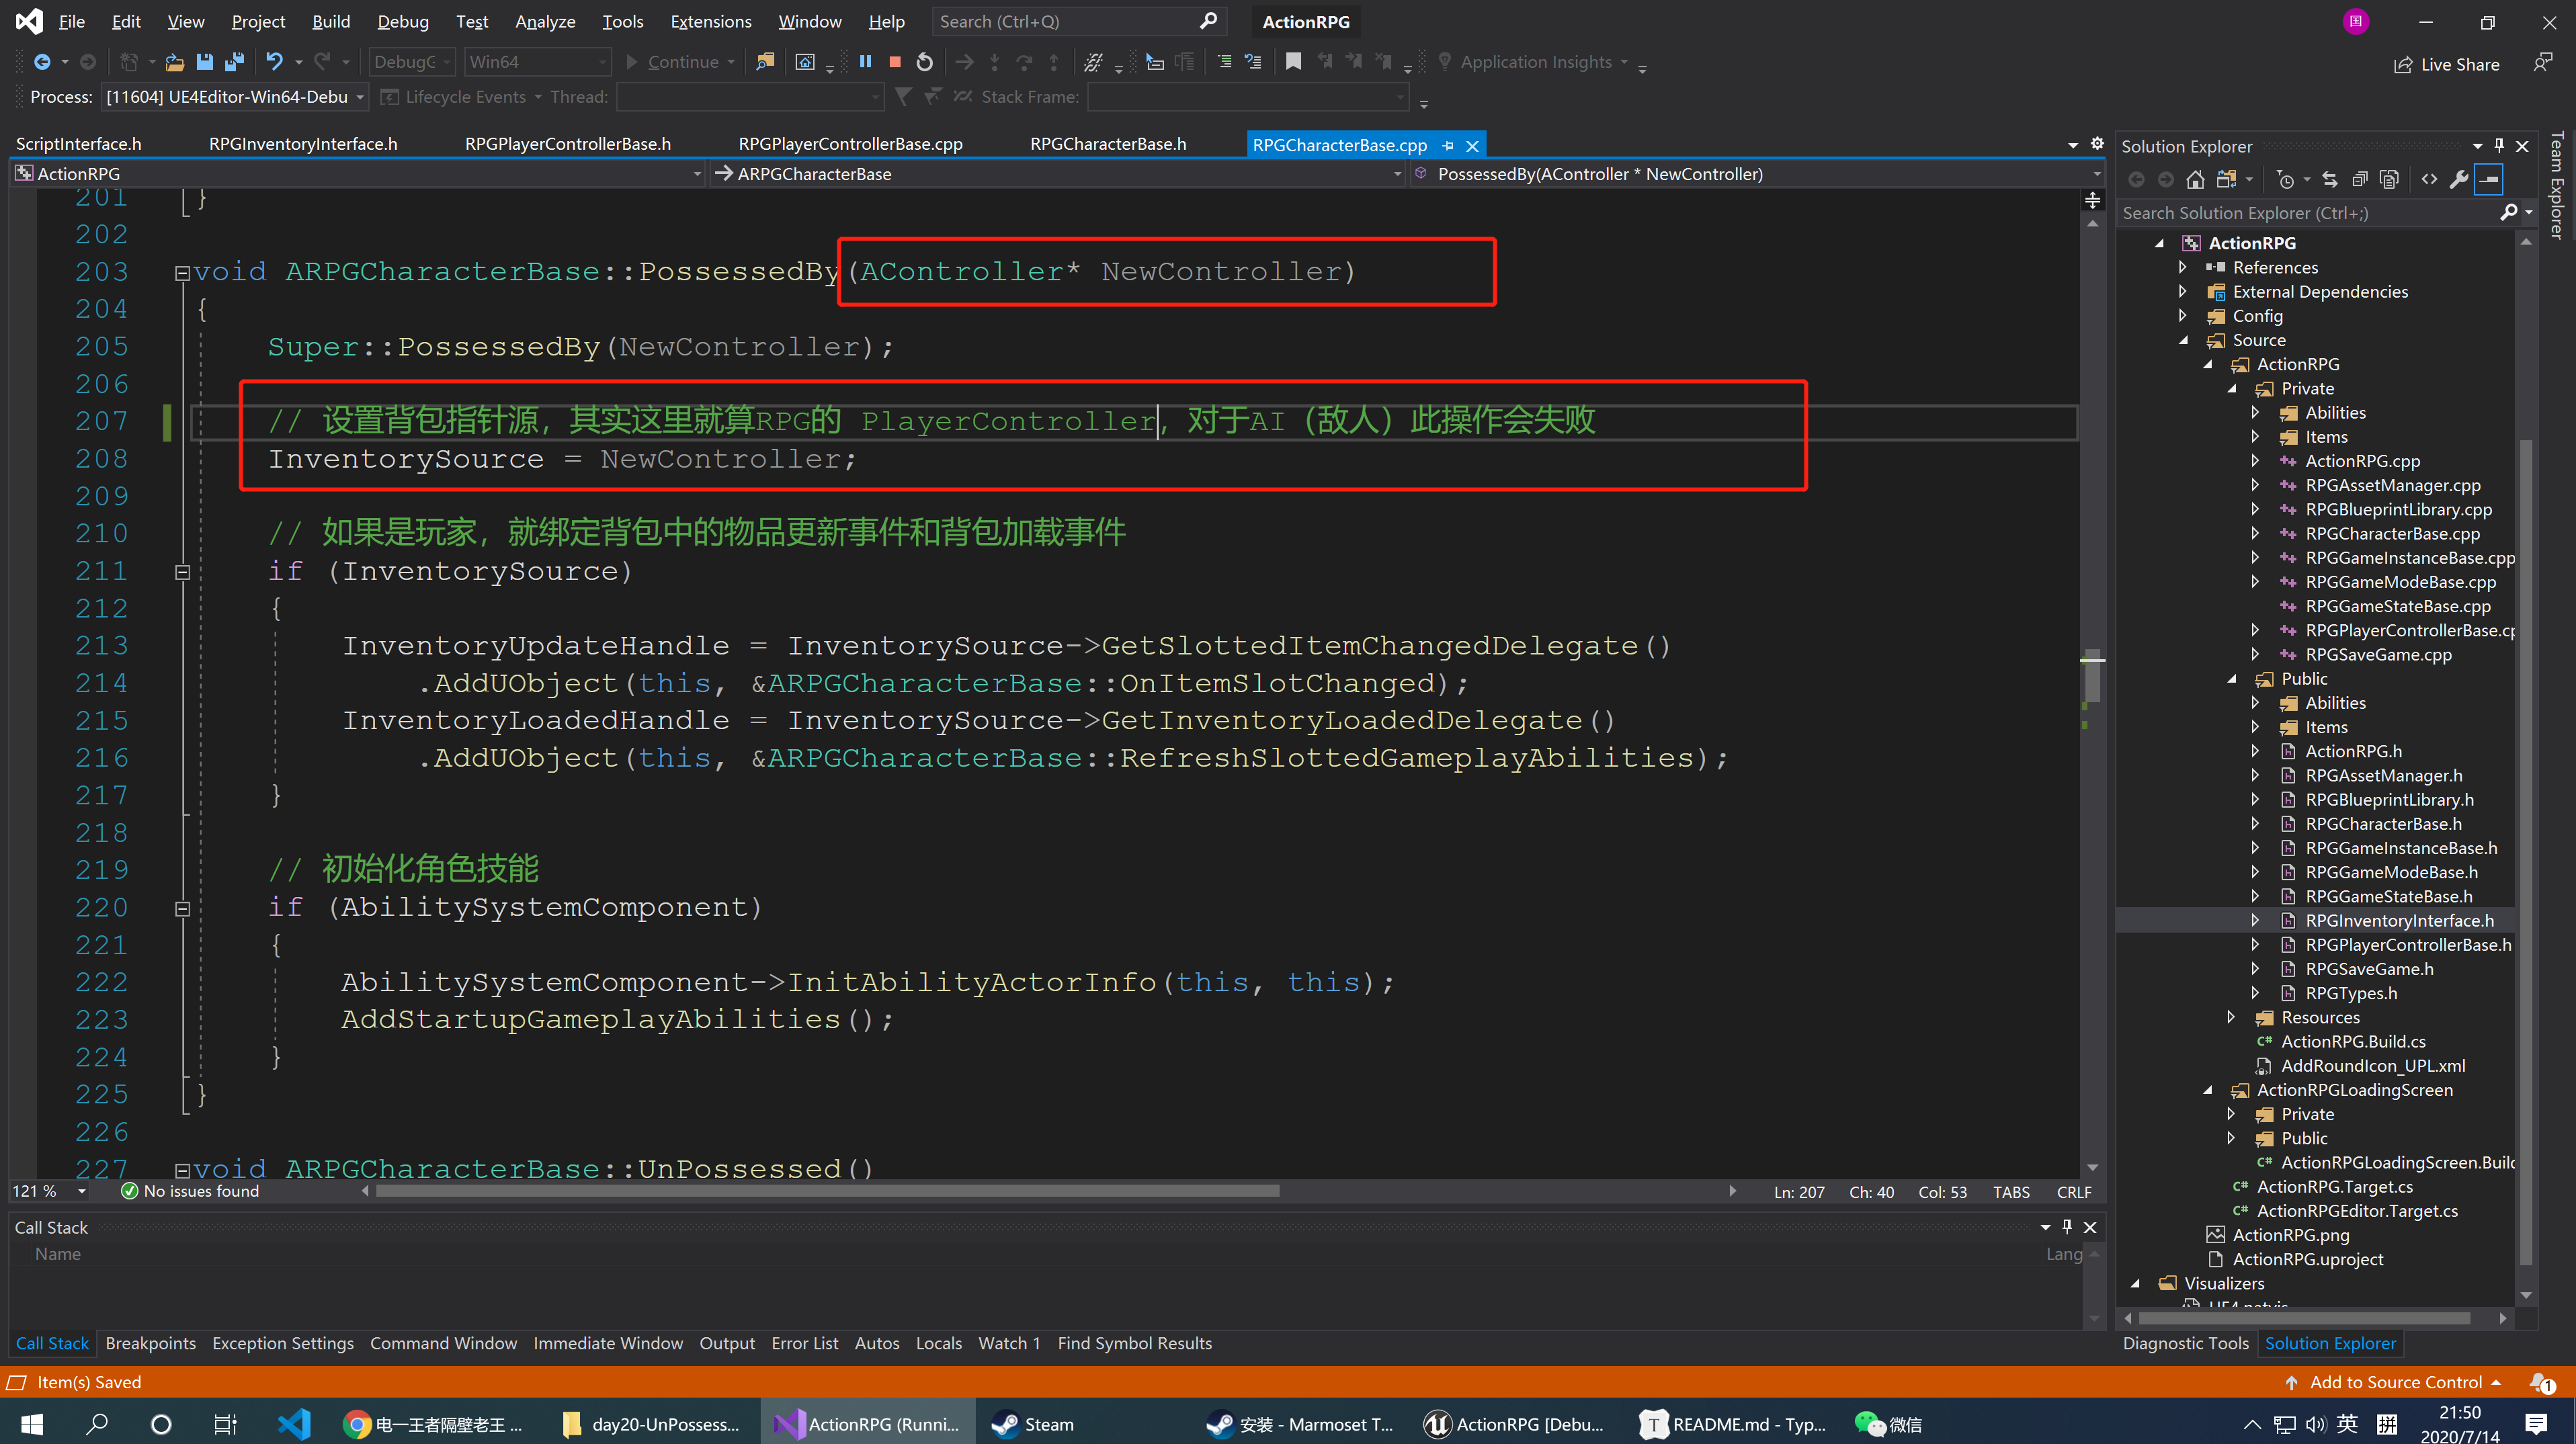 File Edit View Project Build Debug Test Analyze Tools Extensions Window Help Search (Ctrl+Q) ActionRPG 国
DebugG Win64 Continue Application Insights Live Share
Process: [11604] UE4Editor-Win64-Debu Lifecycle Events Thread: Stack Frame:
ScriptInterface.h RPGInventoryInterface.h RPGPlayerControllerBase.h RPGPlayerControllerBase.cpp RPGCharacterBase.h RPGCharacterBase.cpp
ActionRPG ARPGCharacterBase PossessedBy(AController * NewController)
201 }
202
203 void ARPGCharacterBase::PossessedBy(AController* NewController)
204 {
205 Super::PossessedBy(NewController);
206
207 // 设置背包指针源，其实这里就算RPG的 PlayerController，对于AI（敌人）此操作会失败
208 InventorySource = NewController;
209
210 // 如果是玩家，就绑定背包中的物品更新事件和背包加载事件
211 if (InventorySource)
212 {
213 InventoryUpdateHandle = InventorySource->GetSlottedItemChangedDelegate()
214 .AddUObject(this, &ARPGCharacterBase::OnItemSlotChanged);
215 InventoryLoadedHandle = InventorySource->GetInventoryLoadedDelegate()
216 .AddUObject(this, &ARPGCharacterBase::RefreshSlottedGameplayAbilities);
217 }
218
219 // 初始化角色技能
220 if (AbilitySystemComponent)
221 {
222 AbilitySystemComponent->InitAbilityActorInfo(this, this);
223 AddStartupGameplayAbilities();
224 }
225 }
226
227 void ARPGCharacterBase::UnPossessed()
121 % No issues found Ln: 207 Ch: 40 Col: 53 TABS CRLF
Call Stack
Name Lang
Call Stack Breakpoints Exception Settings Command Window Immediate Window Output Error List Autos Locals Watch 1 Find Symbol Results
Solution Explorer
Search Solution Explorer (Ctrl+;)
ActionRPG
References
External Dependencies
Config
Source
ActionRPG
Private
Abilities
Items
ActionRPG.cpp
RPGAssetManager.cpp
RPGBlueprintLibrary.cpp
RPGCharacterBase.cpp
RPGGameInstanceBase.cpp
RPGGameModeBase.cpp
RPGGameStateBase.cpp
RPGPlayerControllerBase.cp
RPGSaveGame.cpp
Public
Abilities
Items
ActionRPG.h
RPGAssetManager.h
RPGBlueprintLibrary.h
RPGCharacterBase.h
RPGGameInstanceBase.h
RPGGameModeBase.h
RPGGameStateBase.h
RPGInventoryInterface.h
RPGPlayerControllerBase.h
RPGSaveGame.h
RPGTypes.h
Resources
ActionRPG.Build.cs
AddRoundIcon_UPL.xml
ActionRPGLoadingScreen
Private
Public
ActionRPGLoadingScreen.Build
ActionRPG.Target.cs
ActionRPGEditor.Target.cs
ActionRPG.png
ActionRPG.uproject
Visualizers
UE4.natvis
Diagnostic Tools Solution Explorer
Team Explorer
Item(s) Saved Add to Source Control 1
电一王者隔壁老王 ... day20-UnPossess... ActionRPG (Runni... Steam 安装 - Marmoset T... ActionRPG [Debu... README.md - Typ... 微信 英 拼 21:50
2020/7/14